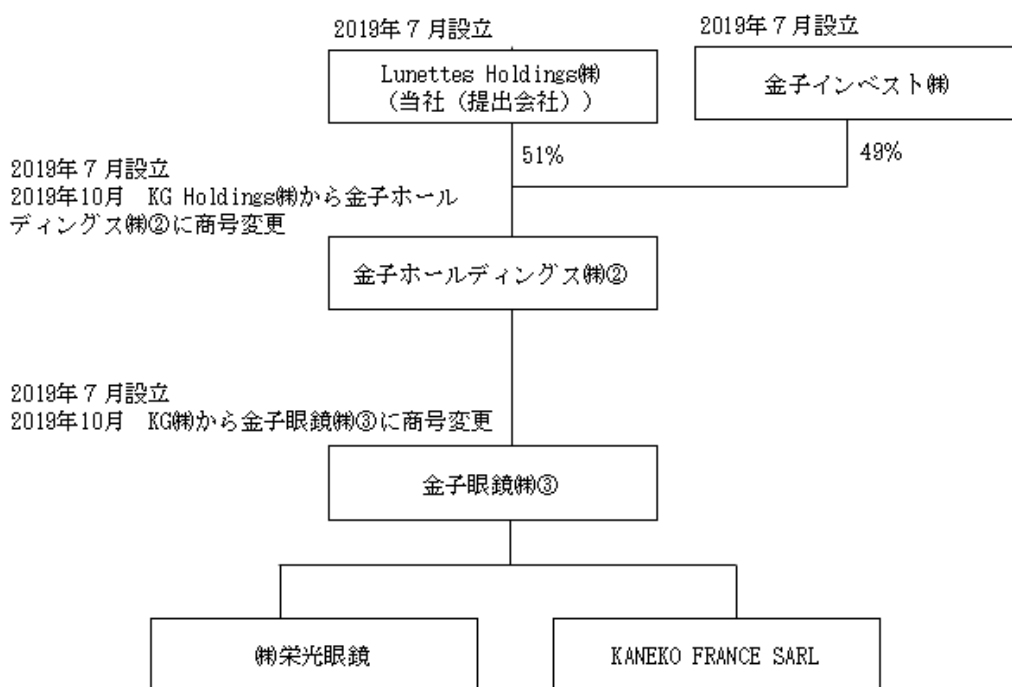 2019年７月設立
2019年７月設立
Lunettes Holdings㈱
（当社（提出会社））
金子インベスト㈱
51%
49%
2019年７月設立
2019年10月　KG Holdings㈱から金子ホール
ディングス㈱②に商号変更
金子ホールディングス㈱②
2019年７月設立
2019年10月　KG㈱から金子眼鏡㈱③に商号変更
金子眼鏡㈱③
㈱栄光眼鏡
KANEKO FRANCE SARL